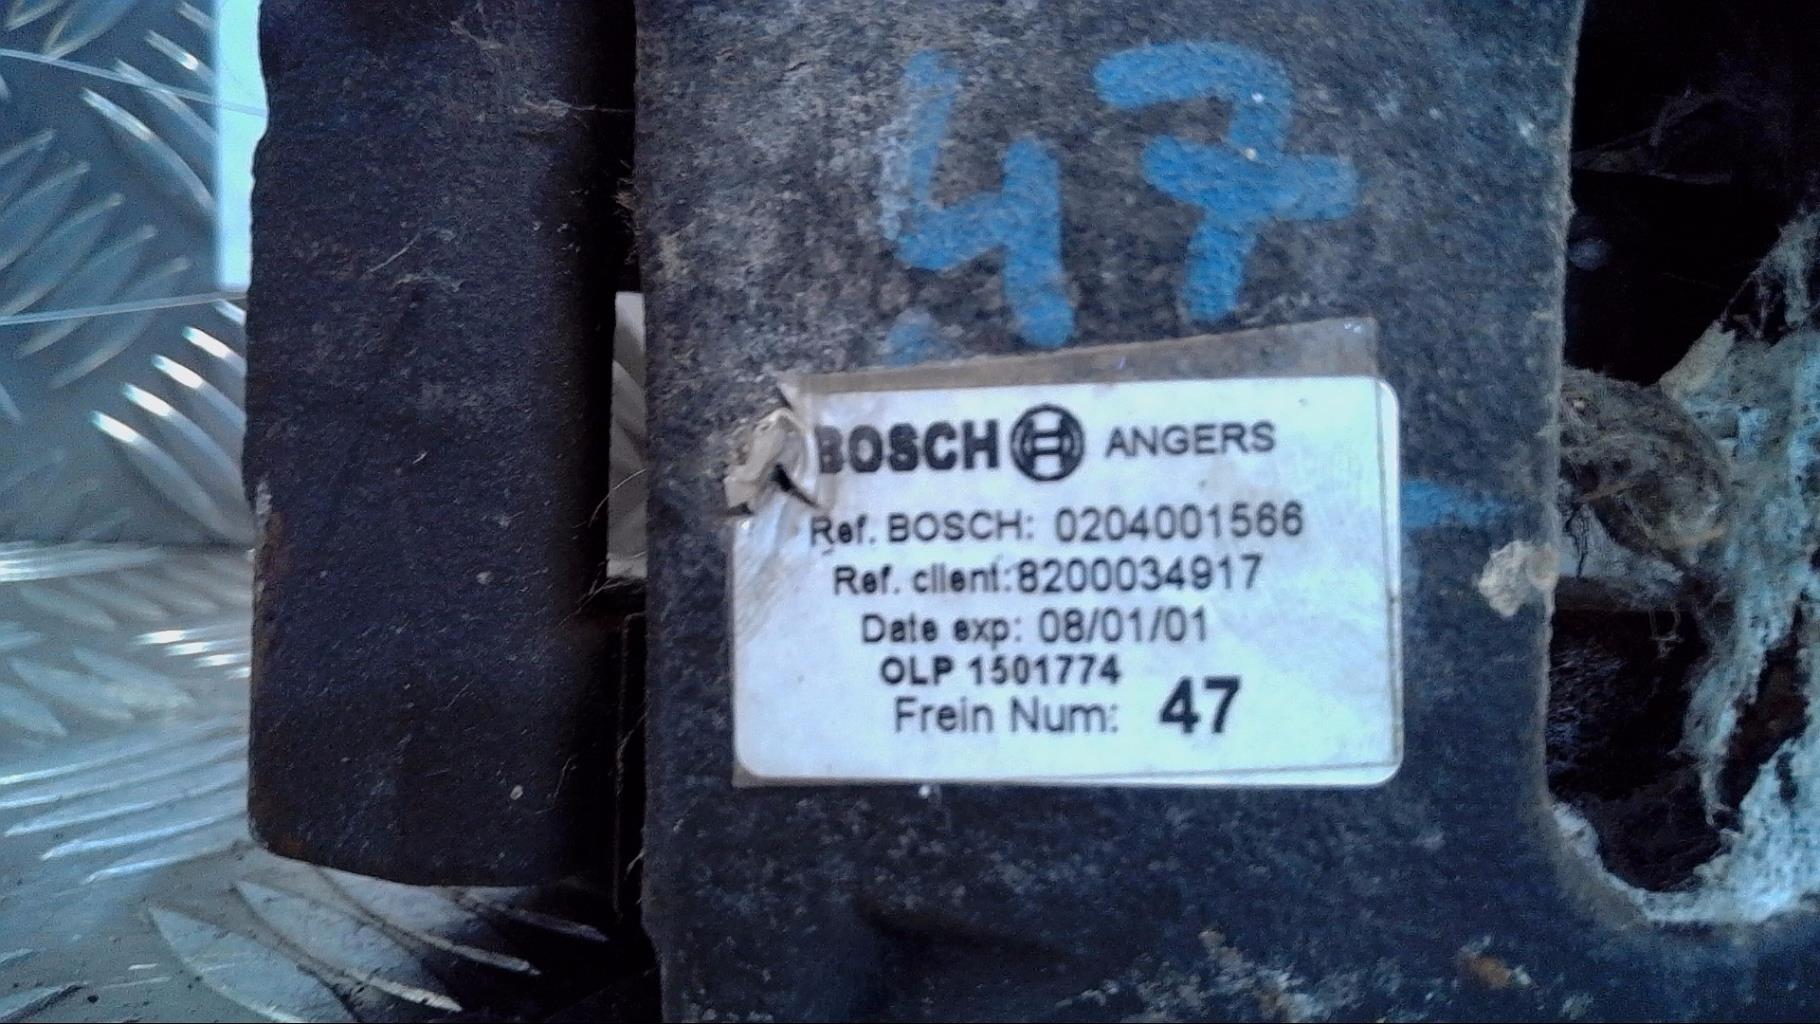 47
BOSCH ANGERS
Ref. BOSCH: 0204001566
Ref. client:8200034917
Date exp: 08/01/01
OLP 1501774
Frein Num: 47